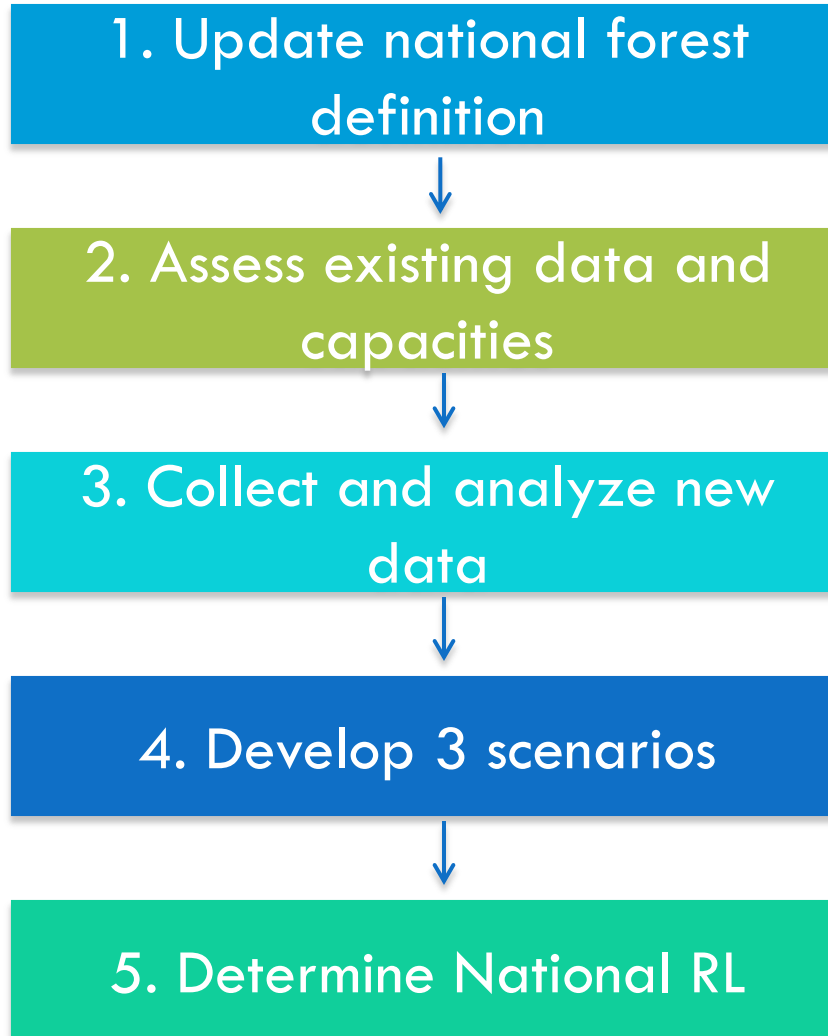 1. Update national forest
definition
2. Assess existing data and
capacities
3. Collect and analyze new
data
4. Develop 3 scenarios
5. Determine National RL